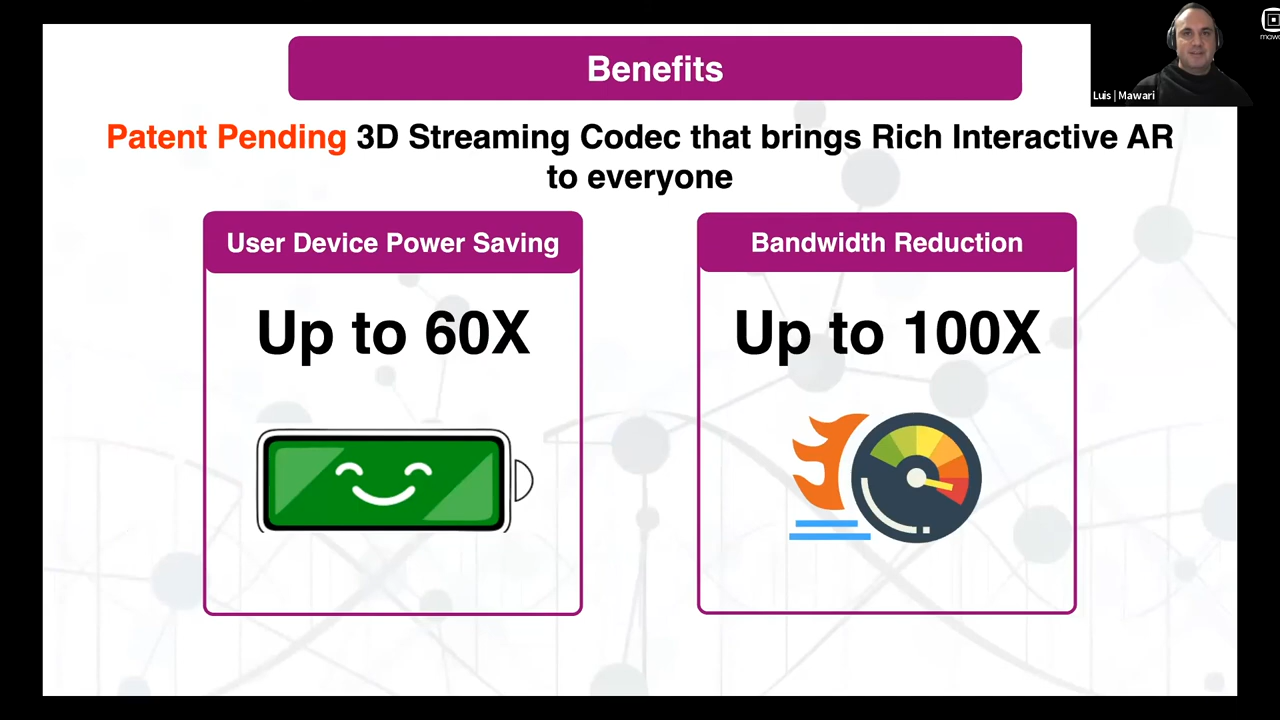 Benefits
Luis | Mawari
Patent Pending 3D Streaming Codec that brings Rich Interactive AR
to everyone
User Device Power Saving
Up to 60X
Bandwidth Reduction
Up to 100X